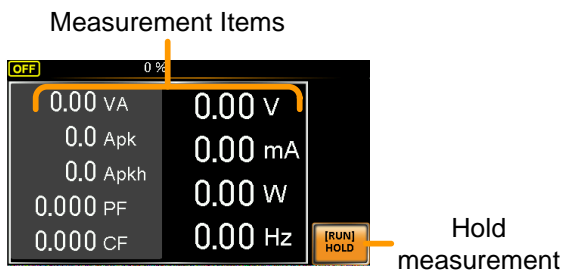 Measurement Items
OFF 0 %
0.00 VA 0.00 V
0.0 Apk 0.00 mA
0.0 Apkh
0.00 W
0.000 PF
0.000 CF 0.00 Hz
[RUN]
HOLD
Hold
measurement